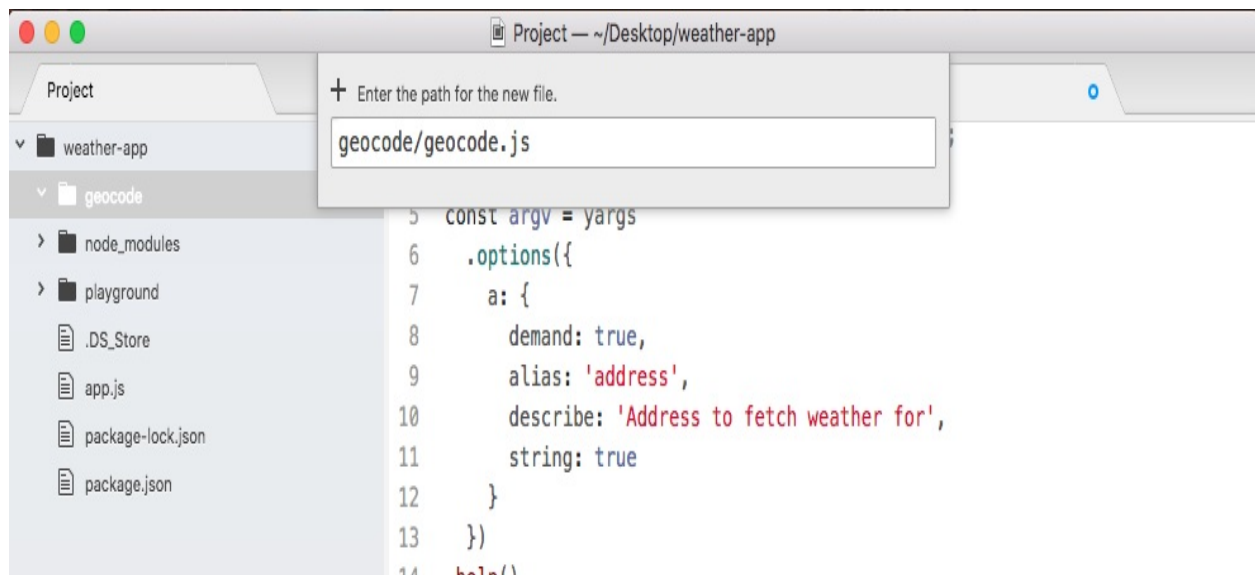 Project — ~/Desktop/weather-app
Project
Enter the path for the new file.
geocode/geocode.js
weather-app
geocode
node_modules
playground
.DS_Store
app.js
package-lock.json
package.json
;
5 const argv = yargs
6 .options({
7 a: {
8 demand: true,
9 alias: 'address',
10 describe: 'Address to fetch weather for',
11 string: true
12 }
13 })
14 .help()